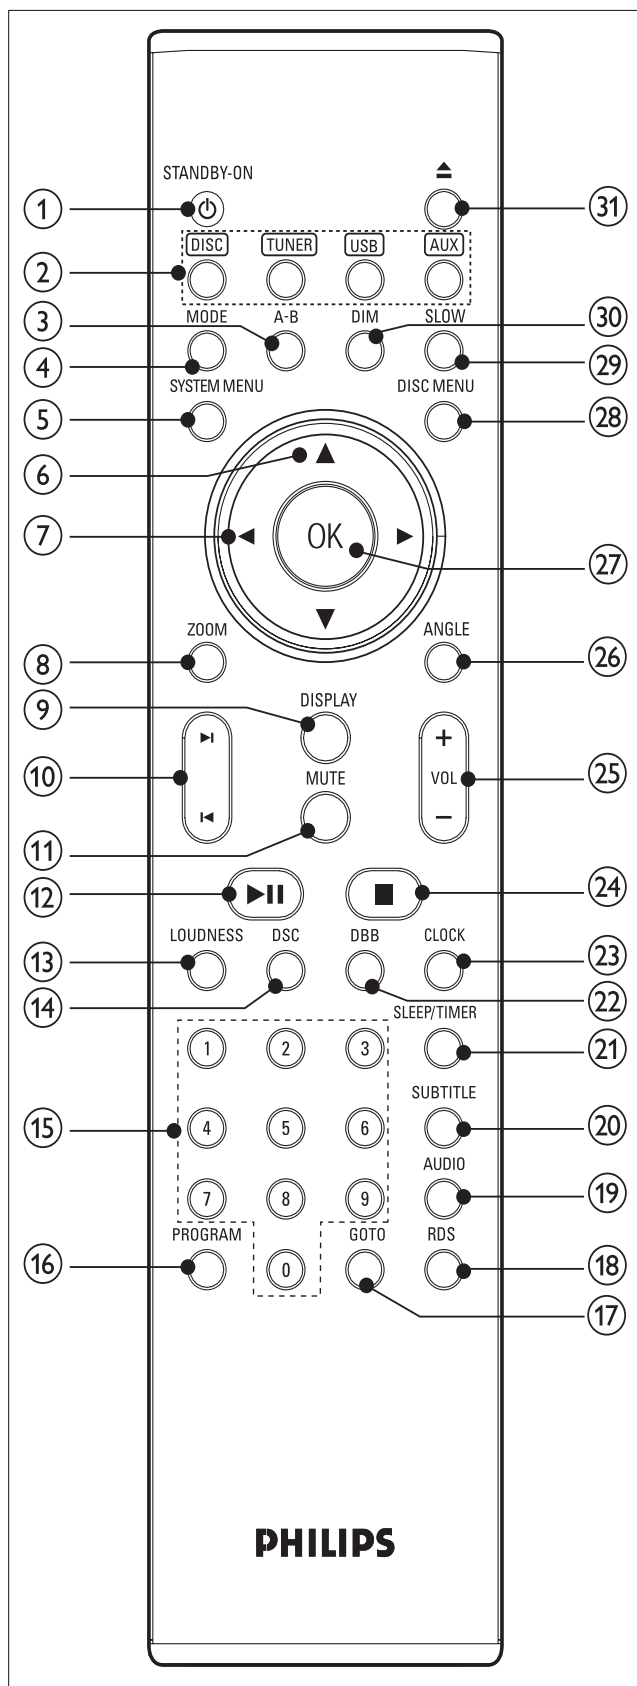 STANDBY-ON
1 31
DISC TUNER USB AUX
2
MODE A-B DIM SLOW
3 30
4 29
SYSTEM MENU DISC MENU
5 28
6
7 OK 27
ZOOM ANGLE
8 26
DISPLAY
9
+
10 VOL 25
−
MUTE
11
12 24
LOUDNESS DSC DBB CLOCK
13 23
14 22
SLEEP/TIMER
1 2 3 21
SUBTITLE
15 4 5 6 20
AUDIO
7 8 9 19
PROGRAM GOTO RDS
16 0 18
17
PHILIPS